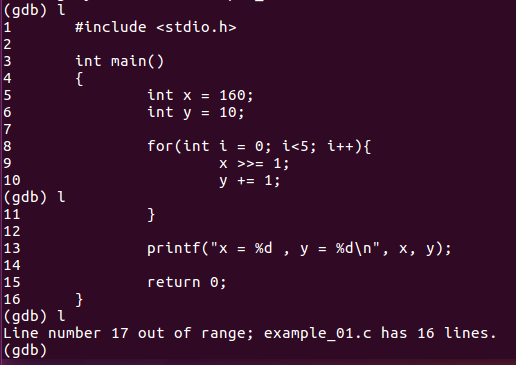 (gdb) l
1	#include <stdio.h>
2
3	int main()
4	{
5		int x = 160;
6		int y = 10;
7
8		for(int i = 0; i<5; i++){
9			x >>= 1;
10			y += 1;
(gdb) l
11		}
12
13		printf("x = %d , y = %d\n", x, y);
14
15		return 0;
16	}
(gdb) l
Line number 17 out of range; example_01.c has 16 lines.
(gdb)